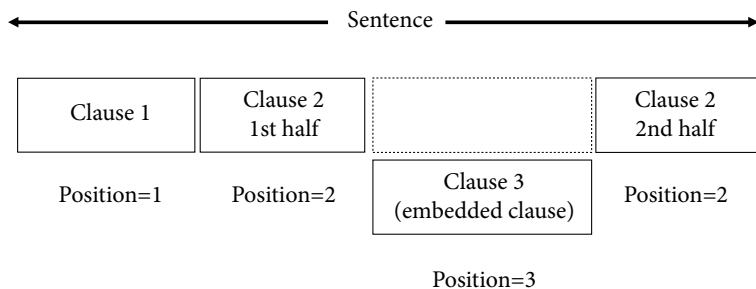 Sentence
Clause 1
Clause 2
1st half
Clause 2
2nd half
Position=1
Position=2
Clause 3
(embedded clause)
Position=2
Position=3